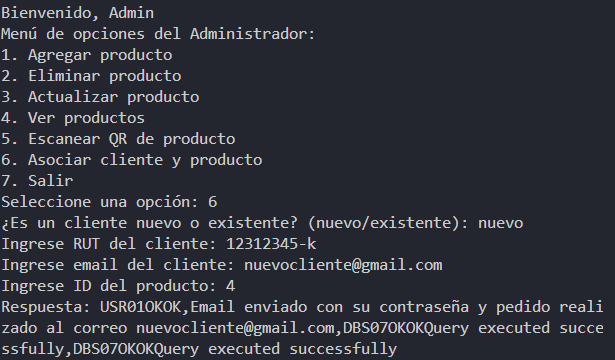 Bienvenido, Admin
Menú de opciones del Administrador:
1. Agregar producto
2. Eliminar producto
3. Actualizar producto
4. Ver productos
5. Escanear QR de producto
6. Asociar cliente y producto
7. Salir
Seleccione una opción: 6
¿Es un cliente nuevo o existente? (nuevo/existente): nuevo
Ingrese RUT del cliente: 12312345-k
Ingrese email del cliente: nuevocliente@gmail.com
Ingrese ID del producto: 4
Respuesta: USR01OKOK,Email enviado con su contraseña y pedido reali
zado al correo nuevocliente@gmail.com,DBS07OKOKQuery executed succe
ssfully,DBS07OKOKQuery executed successfully